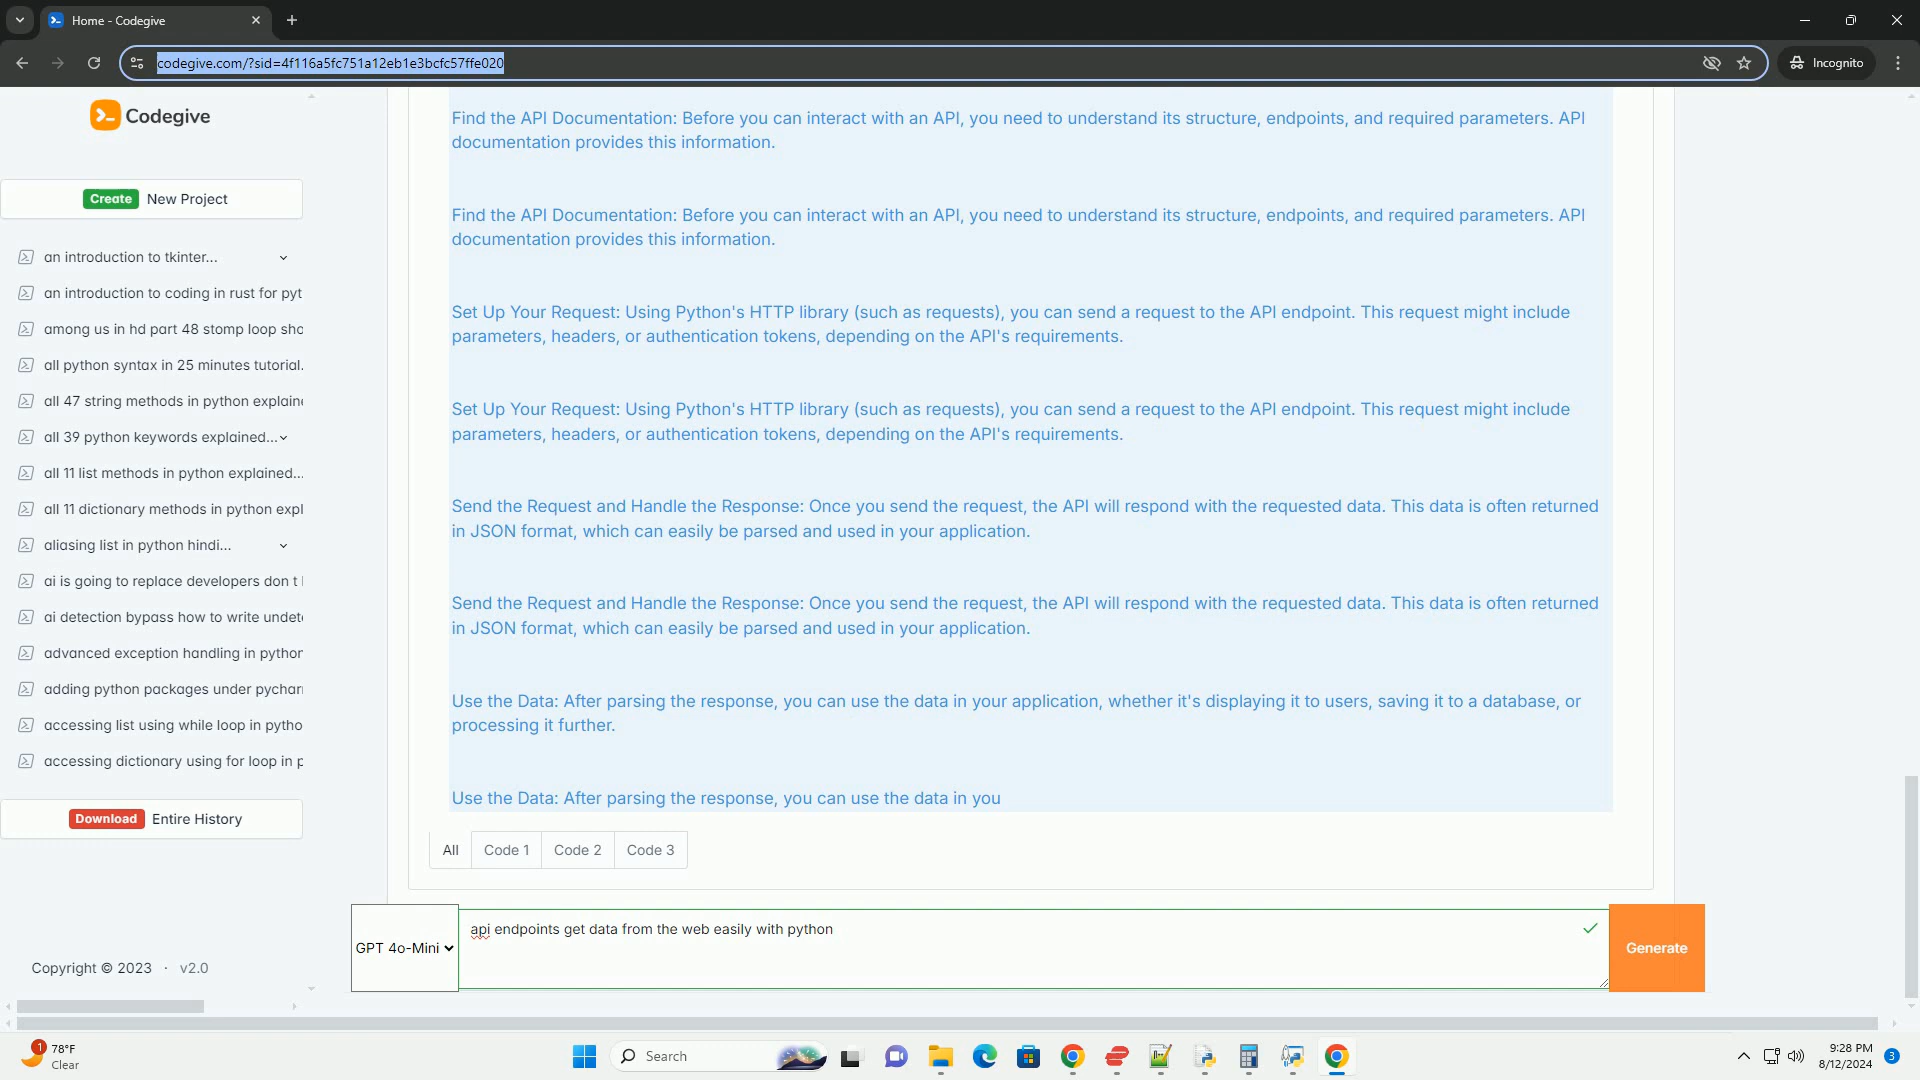 Home - Codegive
codegive.com/?sid=4f116a5fc751a12eb1e3bcfc57ffe020
Incognito
Codegive
Create New Project
an introduction to tkinter...
an introduction to coding in rust for pyt
among us in hd part 48 stomp loop sho
all python syntax in 25 minutes tutorial.
all 47 string methods in python explaine
all 39 python keywords explained...
all 11 list methods in python explained...
all 11 dictionary methods in python expl
aliasing list in python hindi...
ai is going to replace developers don t l
ai detection bypass how to write undete
advanced exception handling in python
adding python packages under pychar
accessing list using while loop in pytho
accessing dictionary using for loop in p
Download Entire History
Copyright © 2023 · v2.0
Find the API Documentation: Before you can interact with an API, you need to understand its structure, endpoints, and required parameters. API
documentation provides this information.
Find the API Documentation: Before you can interact with an API, you need to understand its structure, endpoints, and required parameters. API
documentation provides this information.
Set Up Your Request: Using Python's HTTP library (such as requests), you can send a request to the API endpoint. This request might include
parameters, headers, or authentication tokens, depending on the API's requirements.
Set Up Your Request: Using Python's HTTP library (such as requests), you can send a request to the API endpoint. This request might include
parameters, headers, or authentication tokens, depending on the API's requirements.
Send the Request and Handle the Response: Once you send the request, the API will respond with the requested data. This data is often returned
in JSON format, which can easily be parsed and used in your application.
Send the Request and Handle the Response: Once you send the request, the API will respond with the requested data. This data is often returned
in JSON format, which can easily be parsed and used in your application.
Use the Data: After parsing the response, you can use the data in your application, whether it's displaying it to users, saving it to a database, or
processing it further.
Use the Data: After parsing the response, you can use the data in you
All Code 1 Code 2 Code 3
GPT 4o-Mini
api endpoints get data from the web easily with python
Generate
1
78°F
Clear
Search
9:28 PM
8/12/2024
3